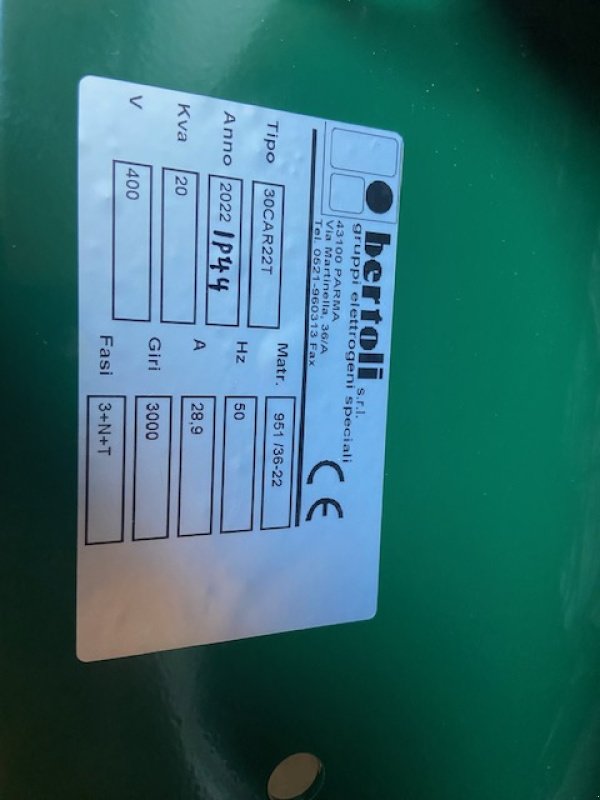 bertoli s.r.l.
gruppi elettrogeni speciali
43100 PARMA
Via Martinella, 36/A
Tel. 0521-960313 Fax
CE
Tipo 30CAR22T Matr. 951 /36-22
Anno 2022 IP44 Hz 50
Kva 20 A 28,9
V 400 Giri 3000
Fasi 3+N+T